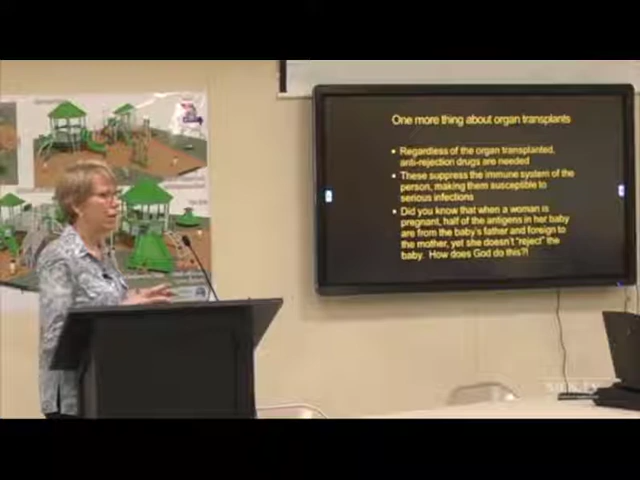 One more thing about organ transplants
▪ Regardless of the organ transplanted,
anti-rejection drugs are needed
▪ These suppress the immune system of the
person, making them susceptible to
serious infections
▪ Did you know that when a woman is
pregnant, half of the antigens in her baby
are from the baby's father and foreign to
the mother, yet she doesn't "reject" the
baby. How does God do this?!